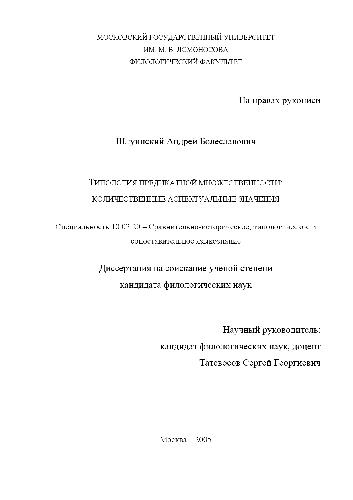 МОСКОВСКИЙ ГОСУДАРСТВЕННЫЙ УНИВЕРСИТЕТ
ИМ. М. В. ЛОМОНОСОВА
ФИЛОЛОГИЧЕСКИЙ ФАКУЛЬТЕТ
На правах рукописи
Шлуинский Андрей Болеславович
ТИПОЛОГИЯ ПРЕДИКАТНОЙ МНОЖЕСТВЕННОСТИ:
КОЛИЧЕСТВЕННЫЕ АСПЕКТУАЛЬНЫЕ ЗНАЧЕНИЯ
Специальность 10.02.20 – Сравнительно-историческое, типологическое и
сопоставительное языкознание
Диссертация на соискание ученой степени
кандидата филологических наук
Научный руководитель:
кандидат филологических наук, доцент
Татевосов Сергей Георгиевич
Москва – 2005